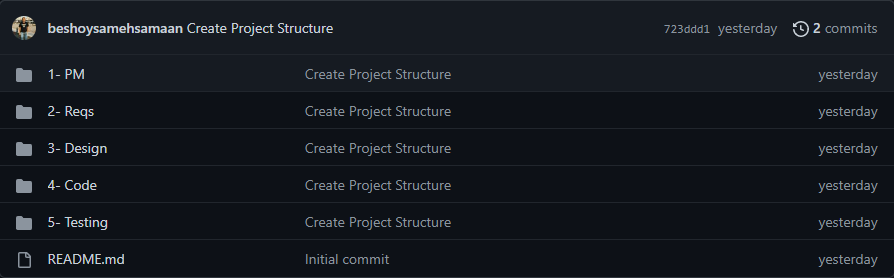 beshoysamehsamaan Create Project Structure 723ddd1 yesterday 2 commits
1- PM Create Project Structure yesterday
2- Reqs Create Project Structure yesterday
3- Design Create Project Structure yesterday
4- Code Create Project Structure yesterday
5- Testing Create Project Structure yesterday
README.md Initial commit yesterday